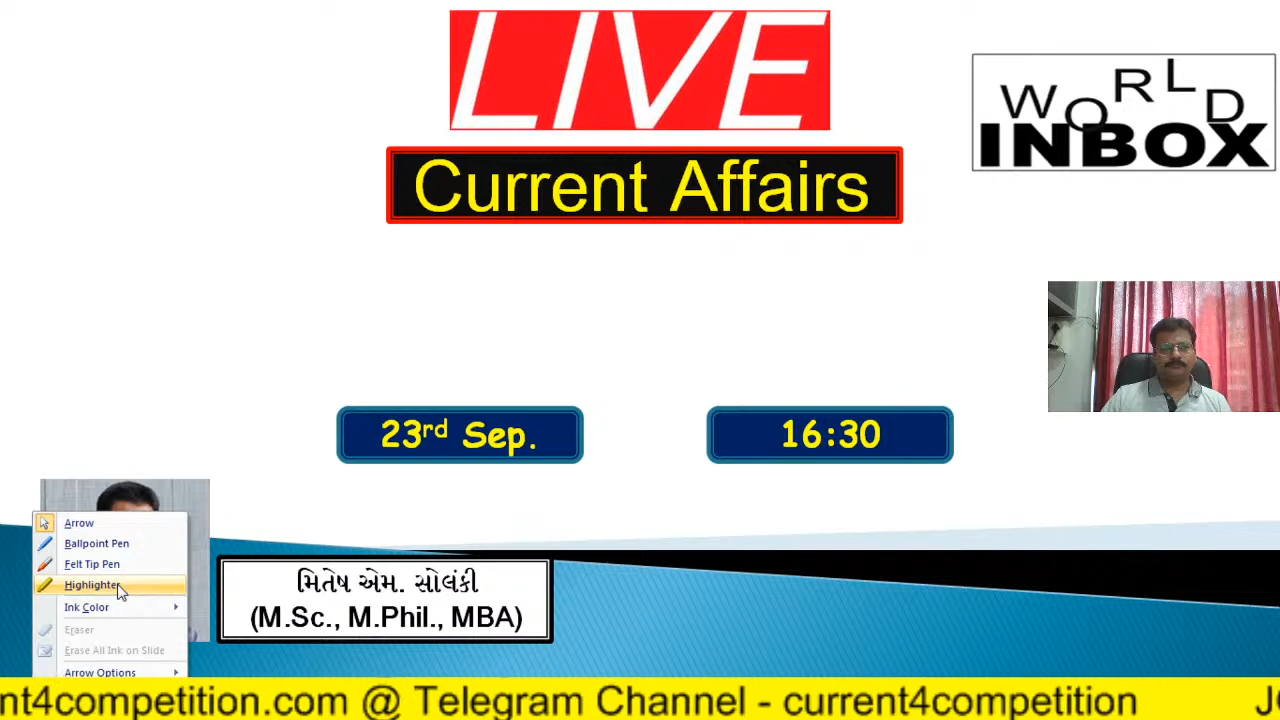 LIVE
WORLD
INBOX
Current Affairs
23rd Sep.
16:30
Arrow
Ballpoint Pen
Felt Tip Pen
Highlighter
Ink Color
Eraser
Erase All Ink on Slide
Arrow Options
મિતેષ એમ. સોલંકી
(M.Sc., M.Phil., MBA)
nt4competition.com @ Telegram Channel - current4competition